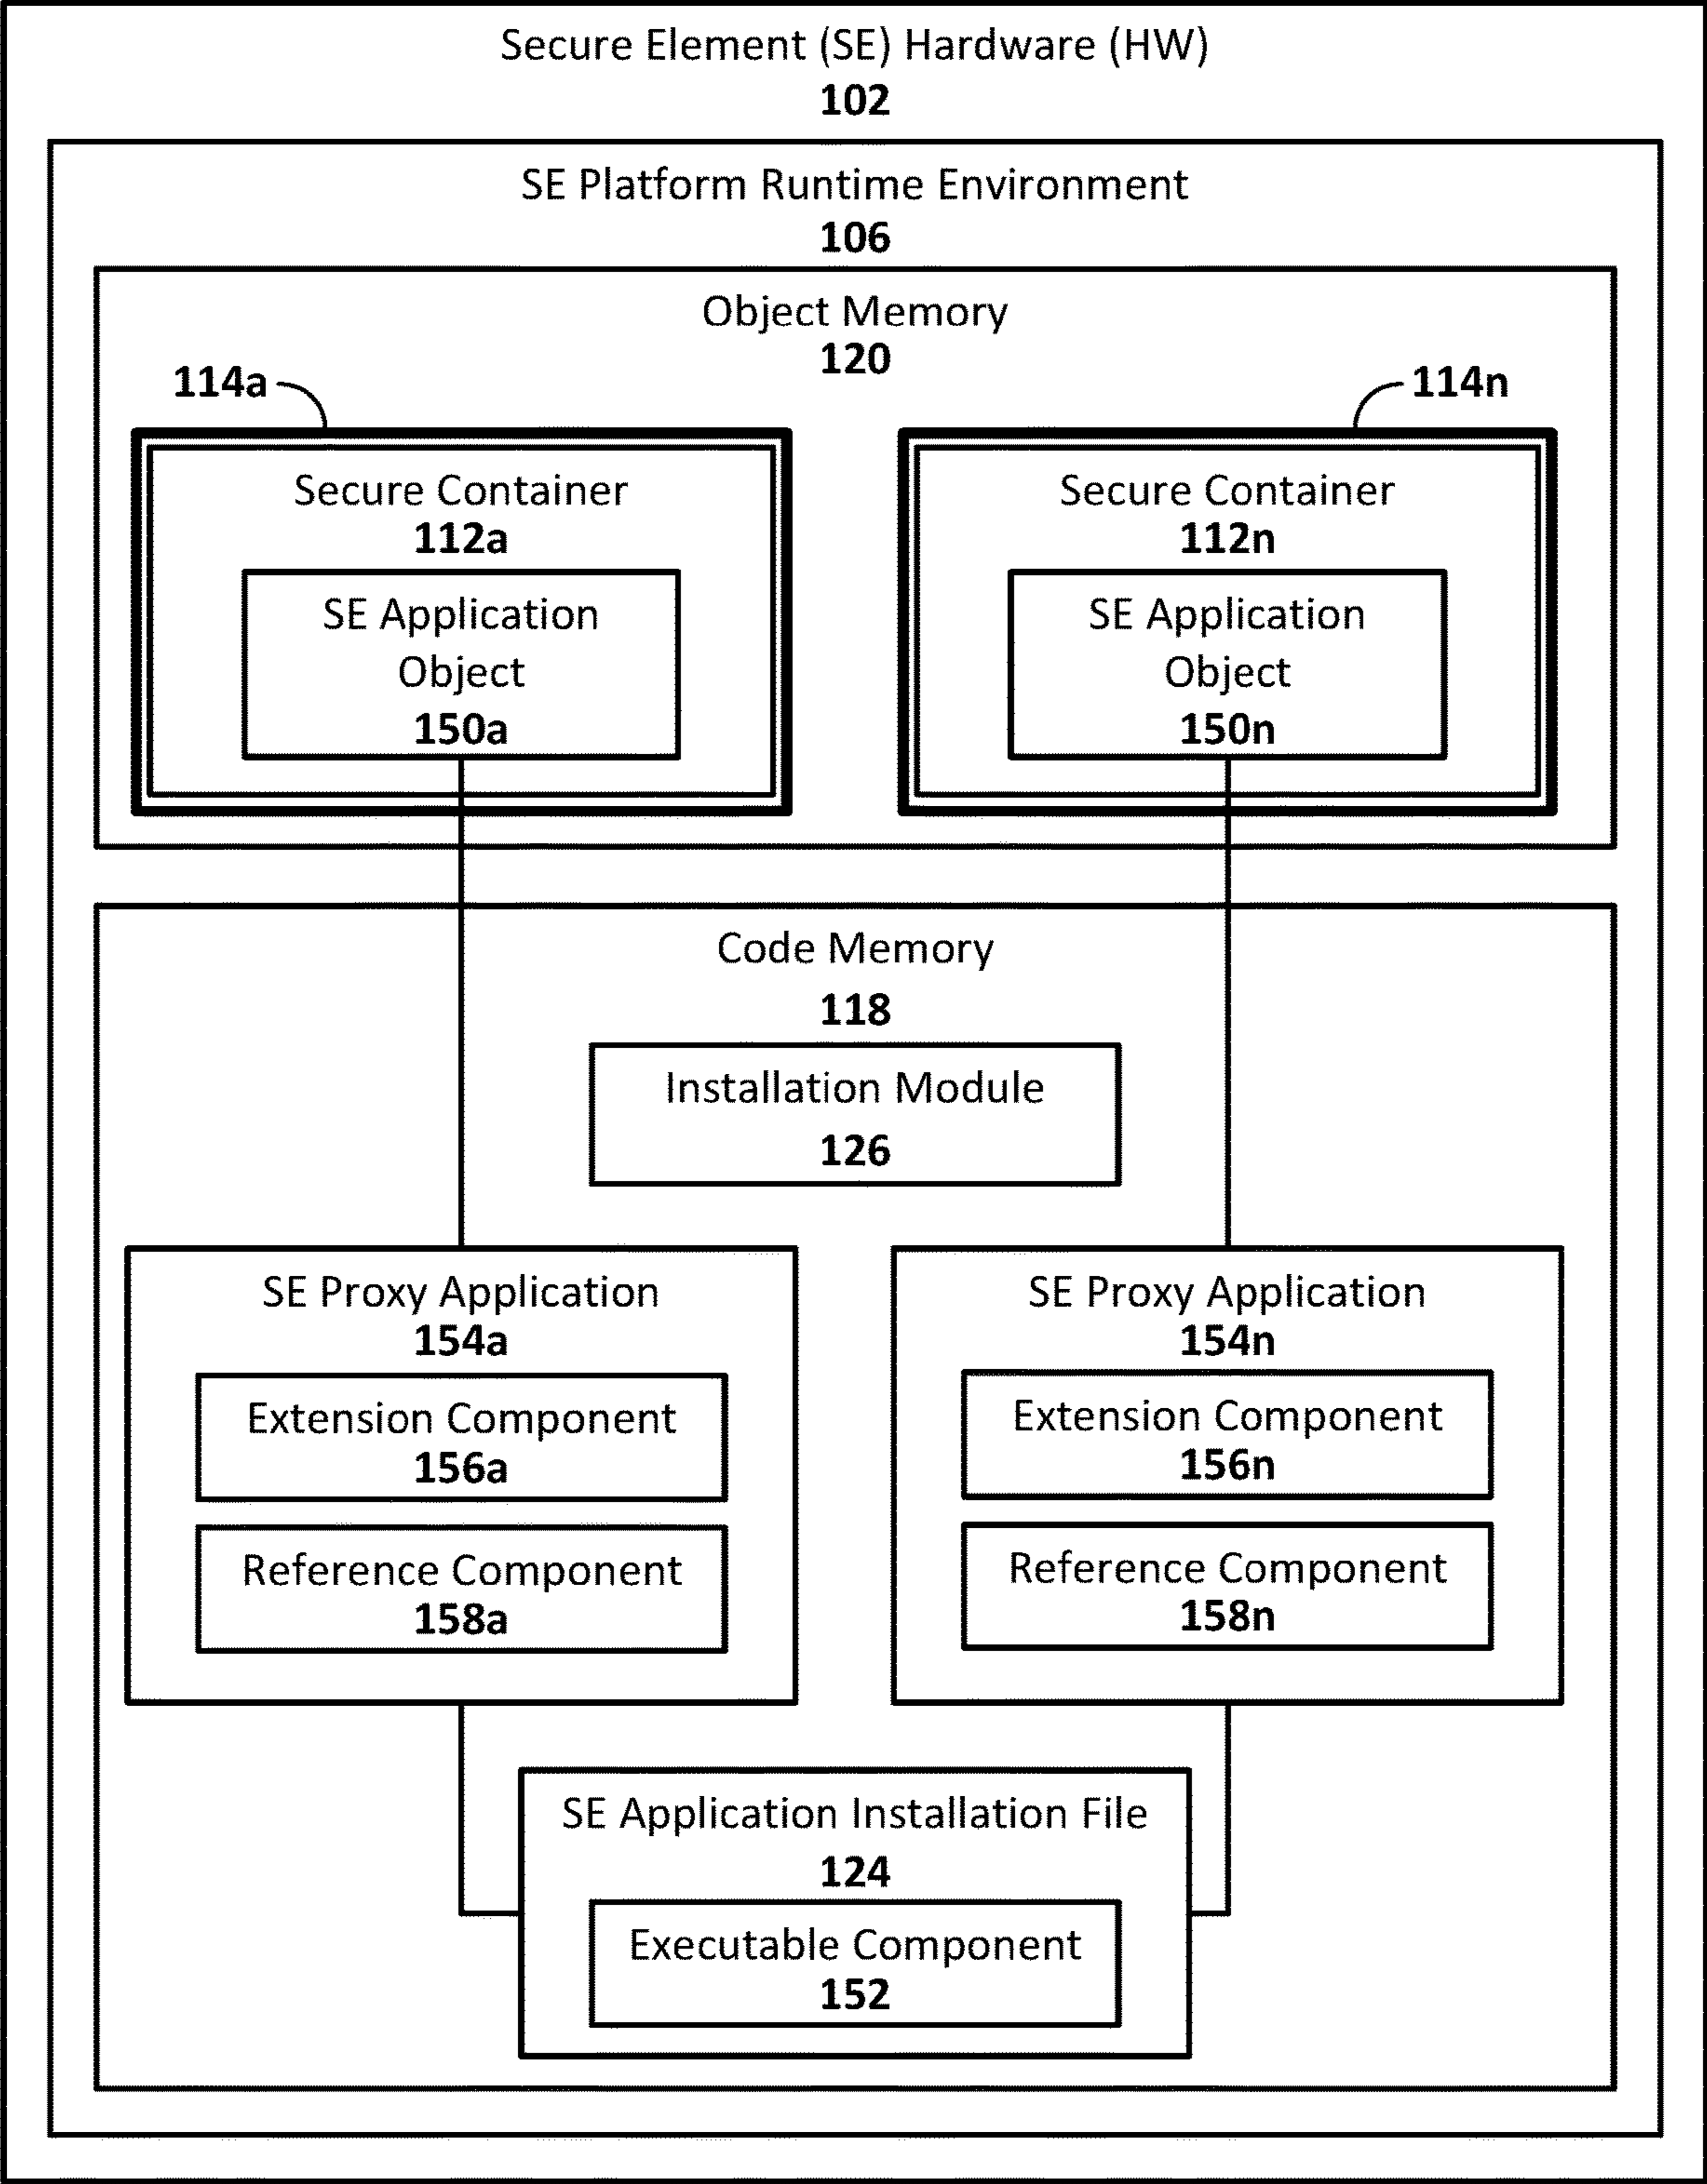 Secure Element (SE) Hardware (HW)
102
SE Platform Runtime Environment
106
Object Memory
120
114a
114n
Secure Container
112a
SE Application
Object
150a
Secure Container
112n
SE Application
Object
150n
Code Memory
118
Installation Module
126
SE Proxy Application
154a
Extension Component
156a
Reference Component
158a
SE Proxy Application
154n
Extension Component
156n
Reference Component
158n
SE Application Installation File
124
Executable Component
152